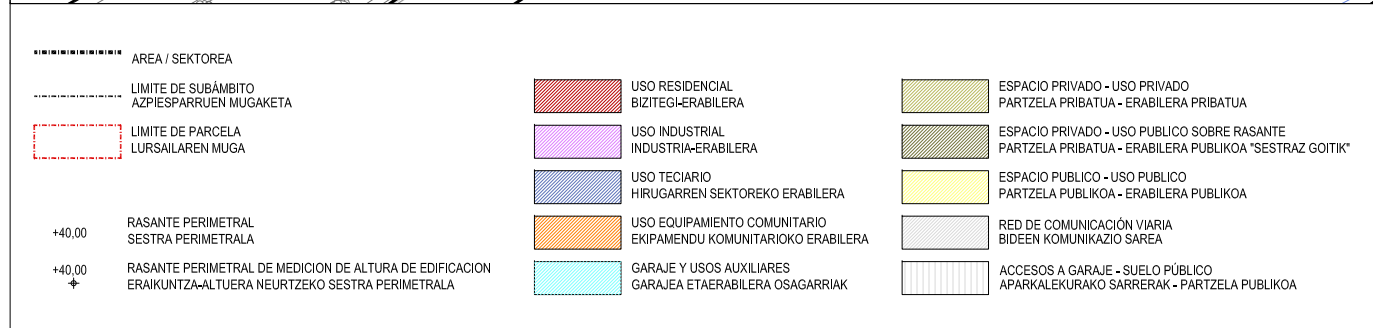 AREA / SEKTOREA
LIMITE DE SUBÁMBITO
AZPIESPARRUEN MUGAKETA
LIMITE DE PARCELA
LURSAILAREN MUGA
+40,00
RASANTE PERIMETRAL
SESTRA PERIMETRALA
+40,00
RASANTE PERIMETRAL DE MEDICION DE ALTURA DE EDIFICACION
ERAIKUNTZA-ALTUERA NEURTZEKO SESTRA PERIMETRALA
USO RESIDENCIAL
BIZITEGI-ERABILERA
USO INDUSTRIAL
INDUSTRIA-ERABILERA
USO TECIARIO
HIRUGARREN SEKTOREKO ERABILERA
USO EQUIPAMIENTO COMUNITARIO
EKIPAMENDU KOMUNITARIOKO ERABILERA
GARAJE Y USOS AUXILIARES
GARAJEA ETAERABILERA OSAGARRIAK
ESPACIO PRIVADO - USO PRIVADO
PARTZELA PRIBATUA - ERABILERA PRIBATUA
ESPACIO PRIVADO - USO PUBLICO SOBRE RASANTE
PARTZELA PRIBATUA - ERABILERA PUBLIKOA "SESTRAZ GOITIK"
ESPACIO PUBLICO - USO PUBLICO
PARTZELA PUBLIKOA - ERABILERA PUBLIKOA
RED DE COMUNICACIÓN VIARIA
BIDEEN KOMUNIKAZIO SAREA
ACCESOS A GARAJE - SUELO PÚBLICO
APARKALEKURAKO SARRERAK - PARTZELA PUBLIKOA